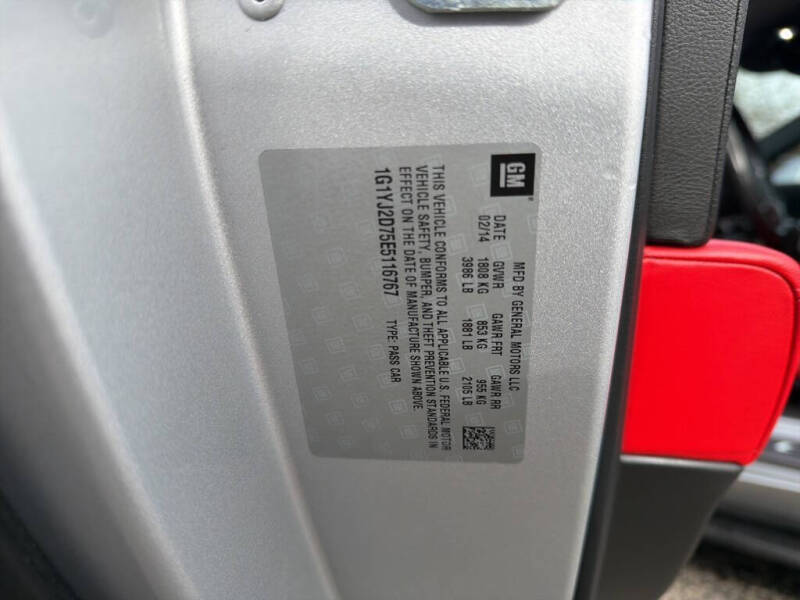 GM
MFD BY GENERAL MOTORS LLC
DATE GVWR GAWR FRT GAWR RR
02/14 1808 KG 853 KG 955 KG
3986 LB 1881 LB 2105 LB
THIS VEHICLE CONFORMS TO ALL APPLICABLE U.S. FEDERAL MOTOR
VEHICLE SAFETY, BUMPER, AND THEFT PREVENTION STANDARDS IN
EFFECT ON THE DATE OF MANUFACTURE SHOWN ABOVE.
1G1YJ2D75E5116767 TYPE: PASS CAR